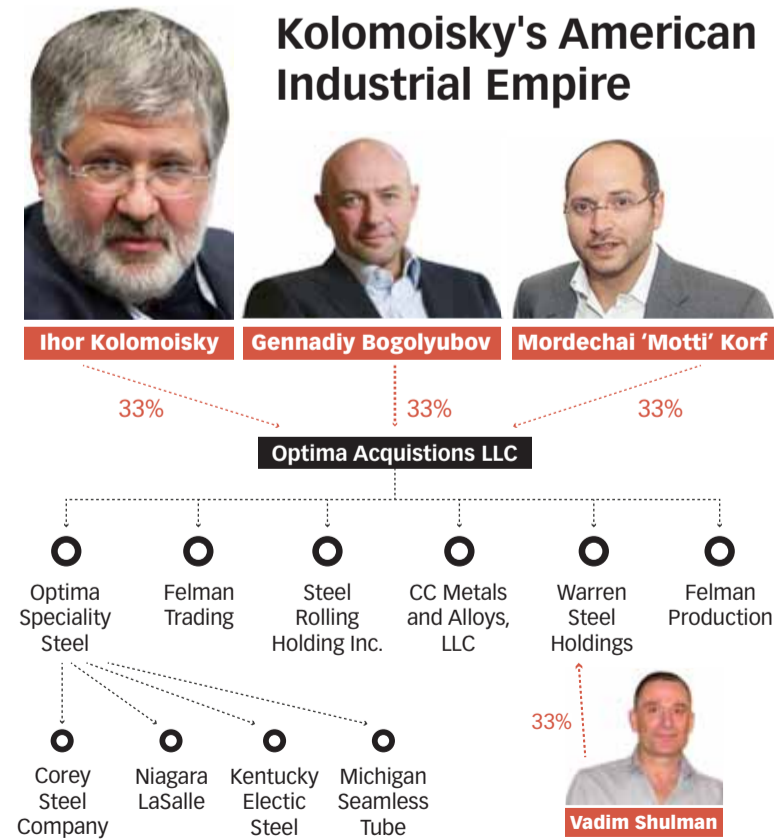 Kolomoisky's American
Industrial Empire
Ihor Kolomoisky
Gennadiy Bogolyubov
Mordechai ‘Motti’ Korf
33%
33%
33%
Optima Acquistions LLC
Optima
Speciality
Steel
Felman
Trading
Steel
Rolling
Holding Inc.
CC Metals
and Alloys,
LLC
Warren
Steel
Holdings
Felman
Production
33%
Corey
Steel
Company
Niagara
LaSalle
Kentucky
Electic
Steel
Michigan
Seamless
Tube
Vadim Shulman